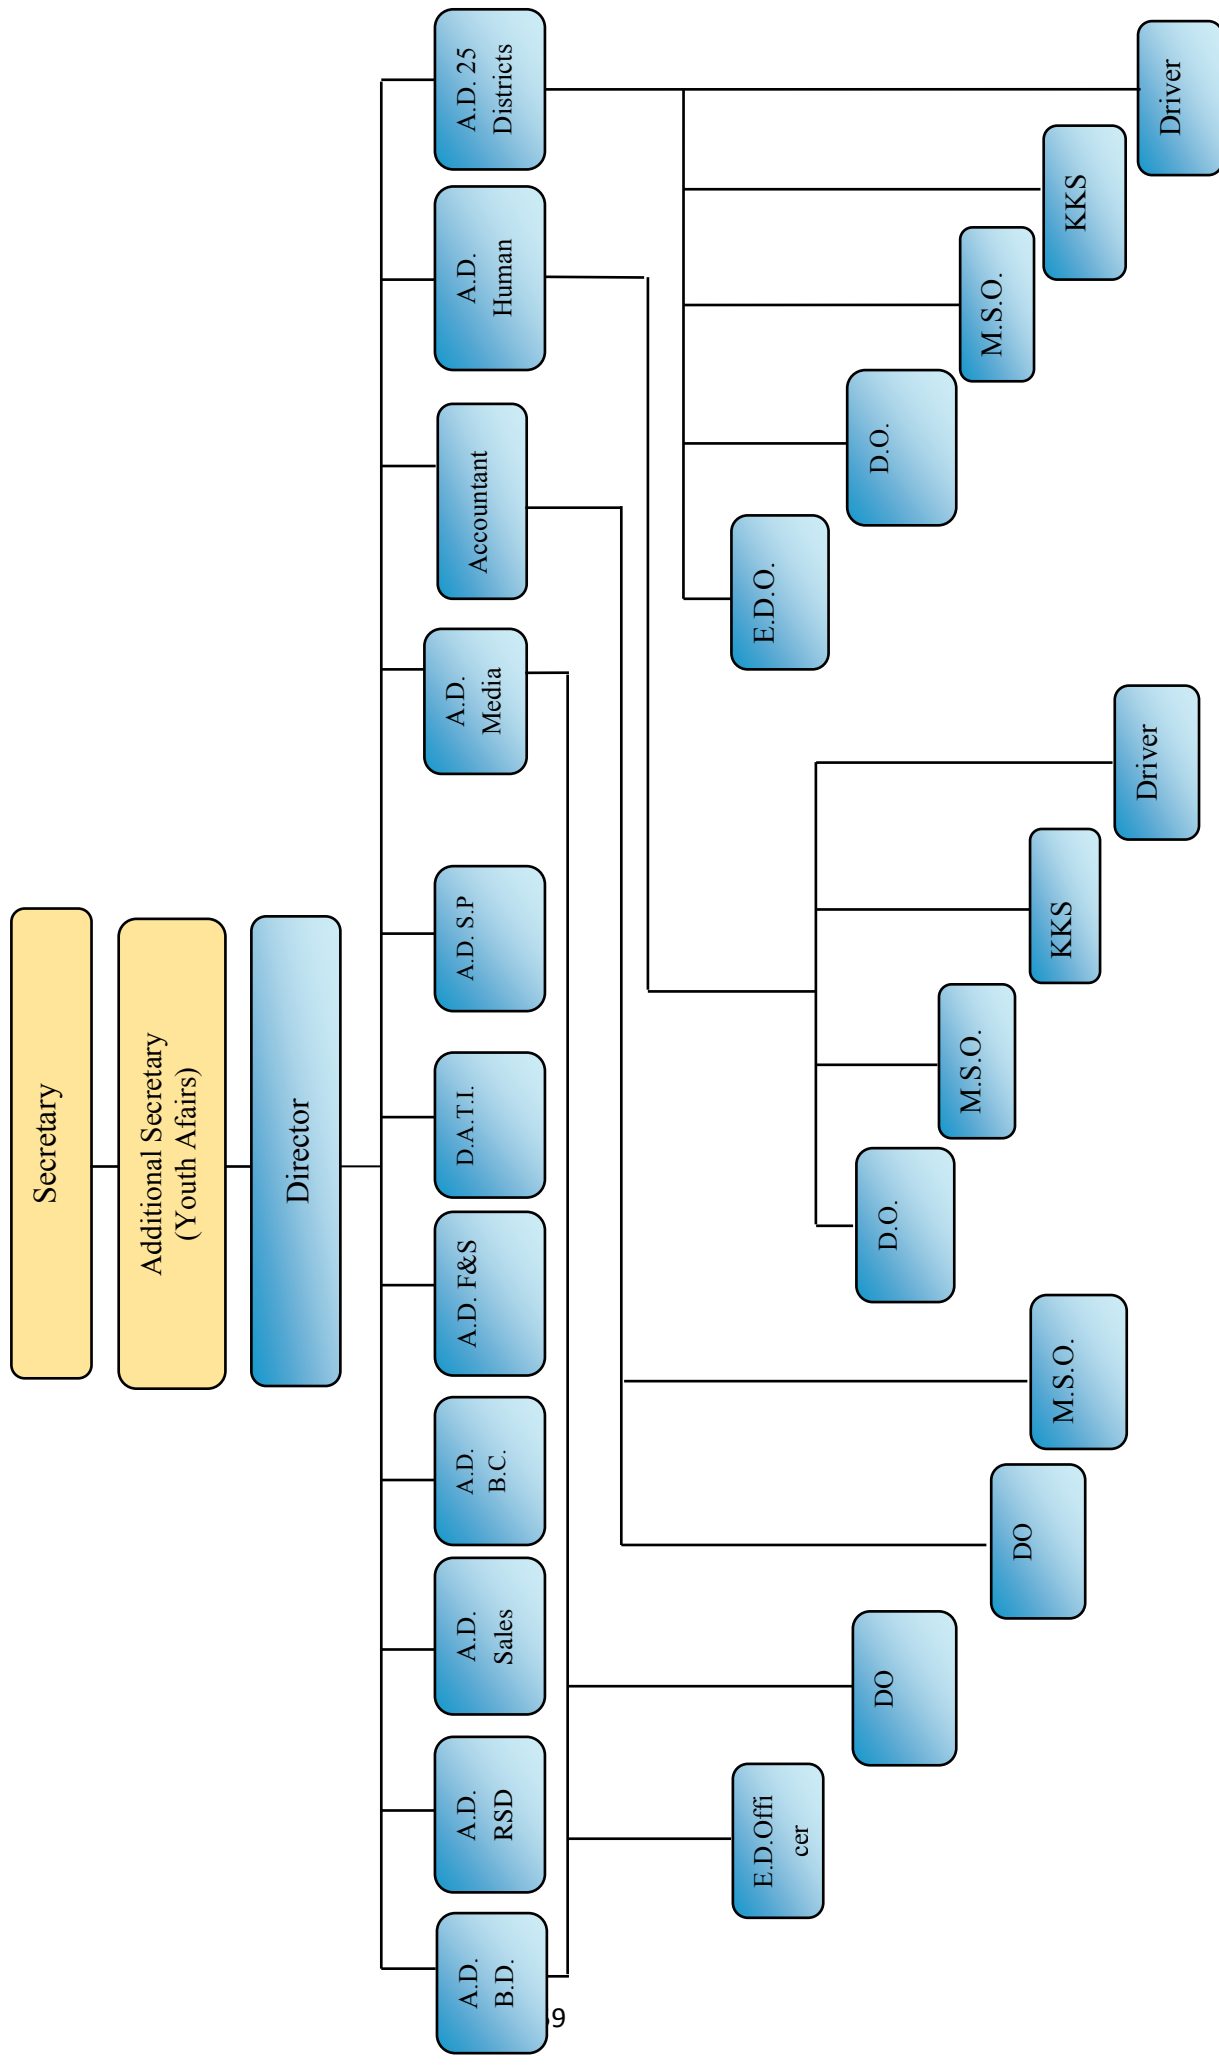 Secretary
Additional Secretary
(Youth Afairs)
Director
A.D.
B.D.
A.D.
RSD
A.D.
Sales
A.D.
B.C.
A.D. F&S
D.A.T.I.
A.D. S.P
A.D.
Media
Accountant
A.D.
Human
A.D. 25
Districts
E.D.Offi
cer
DO
DO
M.S.O.
D.O.
M.S.O.
KKS
Driver
E.D.O.
D.O.
M.S.O.
KKS
Driver
9